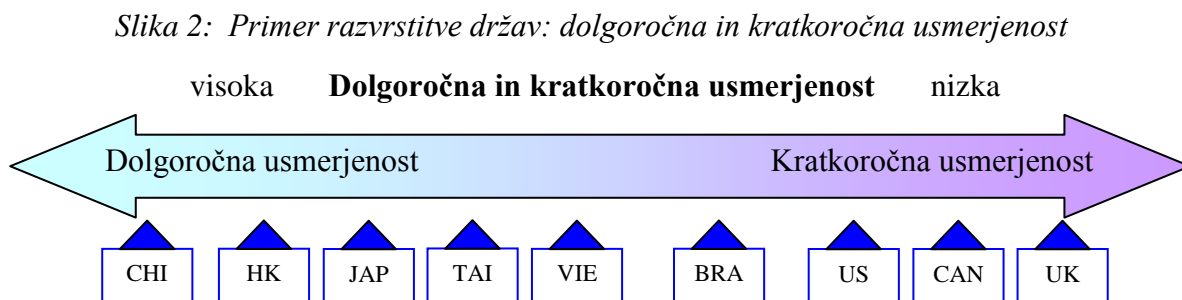 Slika 2: Primer razvrstitve držav: dolgoročna in kratkoročna usmerjenost
visoka Dolgoročna in kratkoročna usmerjenost nizka
Dolgoročna usmerjenost Kratkoročna usmerjenost
CHI HK JAP TAI VIE BRA US CAN UK